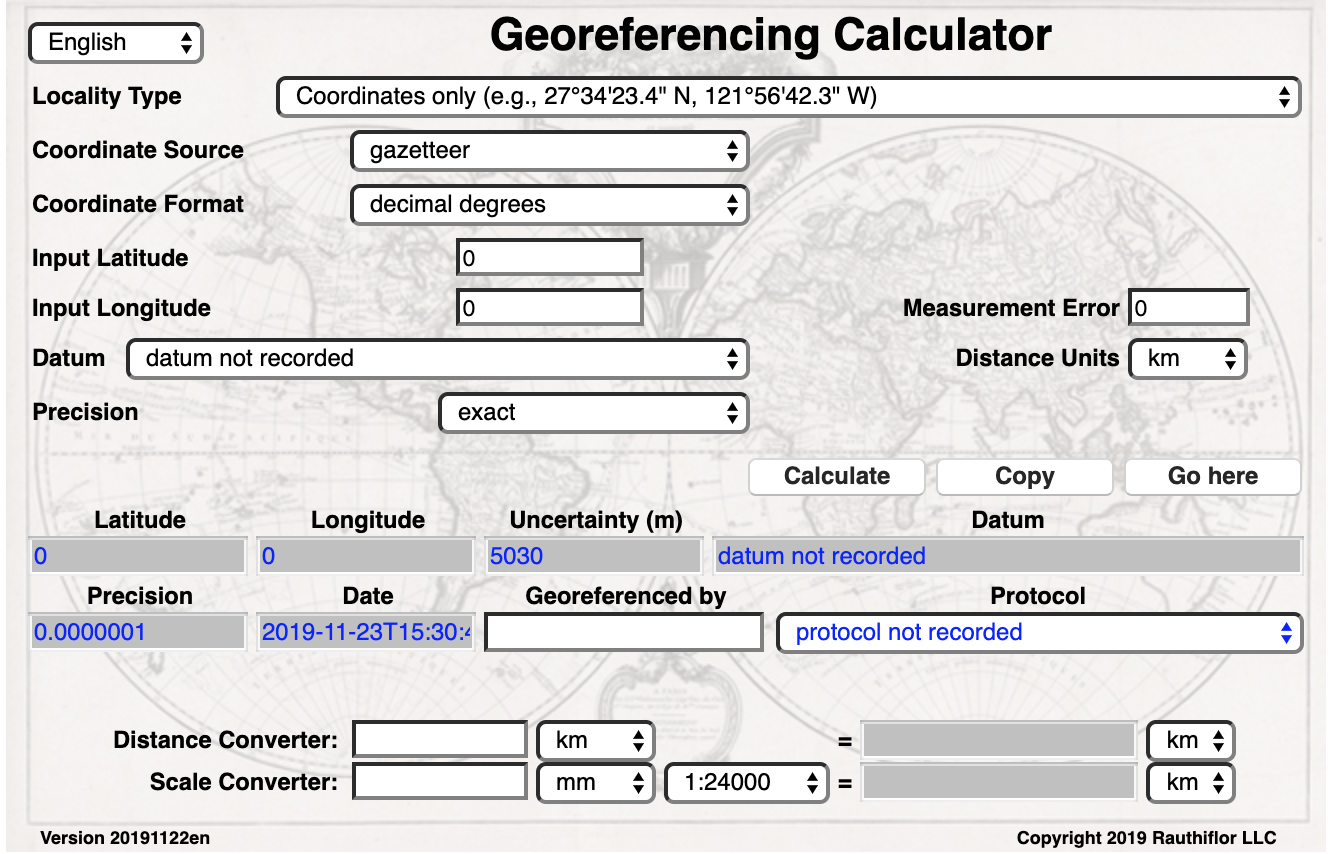 English
Georeferencing Calculator
Locality Type Coordinates only (e.g., 27°34'23.4" N, 121°56'42.3" W)
Coordinate Source gazetteer
Coordinate Format decimal degrees
Input Latitude 0
Input Longitude 0 Measurement Error 0
Datum datum not recorded Distance Units km
Precision exact
Calculate Copy Go here
Latitude Longitude Uncertainty (m) Datum
0 0 5030 datum not recorded
Precision Date Georeferenced by Protocol
0.0000001 2019-11-23T15:30:4 protocol not recorded
Distance Converter: km = km
Scale Converter: mm 1:24000 = km
Version 20191122en Copyright 2019 Rauthiflor LLC